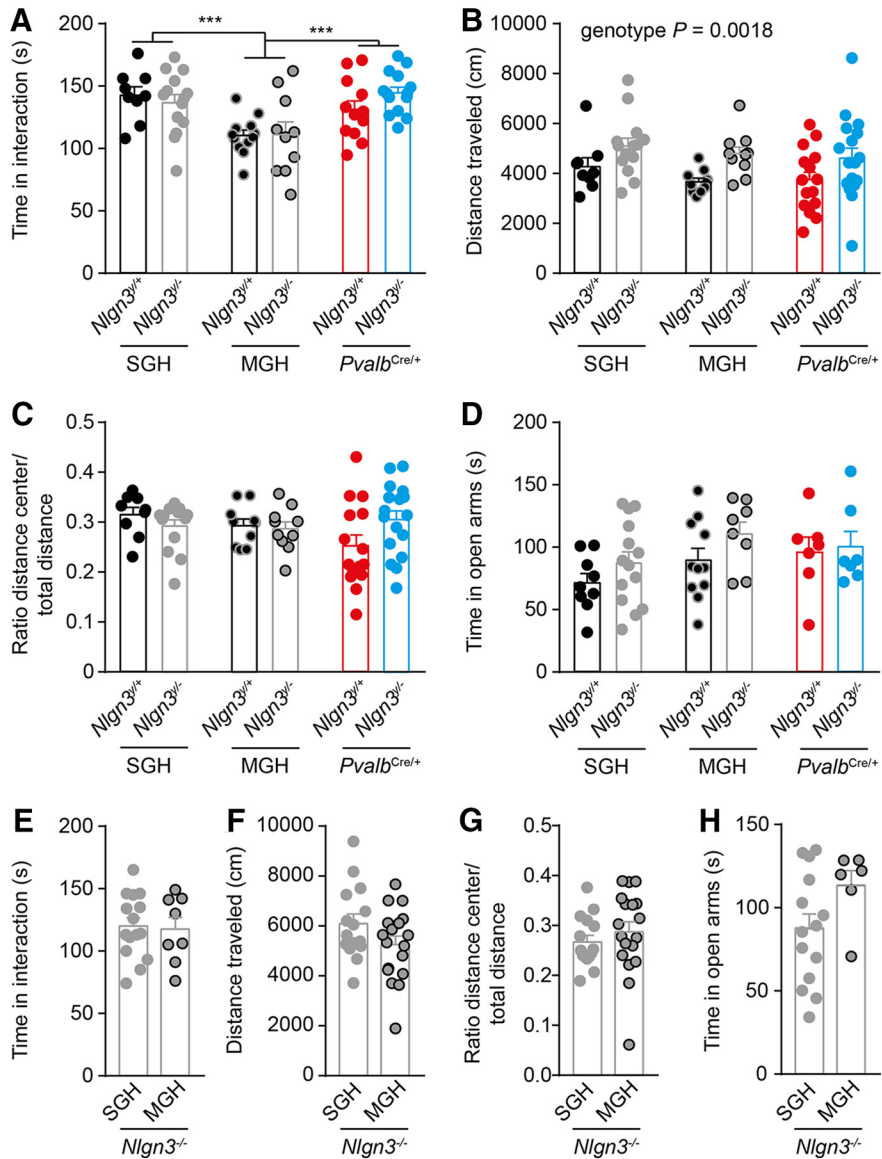 A
Time in interaction (s)
200
150
100
50
0
***
***
Nlgn3y/+
Nlgn3y/-
Nlgn3y/+
Nlgn3y/-
Nlgn3y/+
Nlgn3y/-
SGH
MGH
PvalbCre/+
B
genotype P = 0.0018
Distance traveled (cm)
10000
8000
6000
4000
2000
0
Nlgn3y/+
Nlgn3y/-
Nlgn3y/+
Nlgn3y/-
Nlgn3y/+
Nlgn3y/-
SGH
MGH
PvalbCre/+
C
Ratio distance center/
total distance
0.5
0.4
0.3
0.2
0.1
0
Nlgn3y/+
Nlgn3y/-
Nlgn3y/+
Nlgn3y/-
Nlgn3y/+
Nlgn3y/-
SGH
MGH
PvalbCre/+
D
Time in open arms (s)
200
150
100
50
0
Nlgn3y/+
Nlgn3y/-
Nlgn3y/+
Nlgn3y/-
Nlgn3y/+
Nlgn3y/-
SGH
MGH
PvalbCre/+
E
Time in interaction (s)
200
150
100
50
0
SGH
MGH
Nlgn3-/-
F
Distance traveled (cm)
10000
8000
6000
4000
2000
0
SGH
MGH
Nlgn3-/-
G
Ratio distance center/
total distance
0.5
0.4
0.3
0.2
0.1
0.0
SGH
MGH
Nlgn3-/-
H
Time in open arms (s)
150
100
50
0
SGH
MGH
Nlgn3-/-